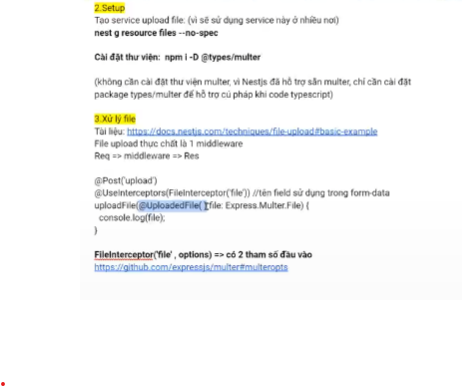 2.Setup
Tạo service upload file: (vì sẽ sử dụng service này ở nhiều nơi)
nest g resource files --no-spec
Cài đặt thư viện: npm i -D @types/multer
(không cần cài đặt thư viện multer, vì Nestjs đã hỗ trợ sẵn multer, chỉ cần cài đặt
package types/multer để hỗ trợ cú pháp khi code typescript)
3.Xử lý file
Tài liệu: https://docs.nestjs.com/techniques/file-upload#basic-example
File upload thực chất là 1 middleware
Req => middleware => Res
@Post('upload')
@UseInterceptors(FileInterceptor('file')) //tên field sử dụng trong form-data
uploadFile(@UploadedFile() file: Express.Multer.File) {
console.log(file);
}
FileInterceptor('file' , options) => có 2 tham số đầu vào
https://github.com/expressjs/multer#multeropts